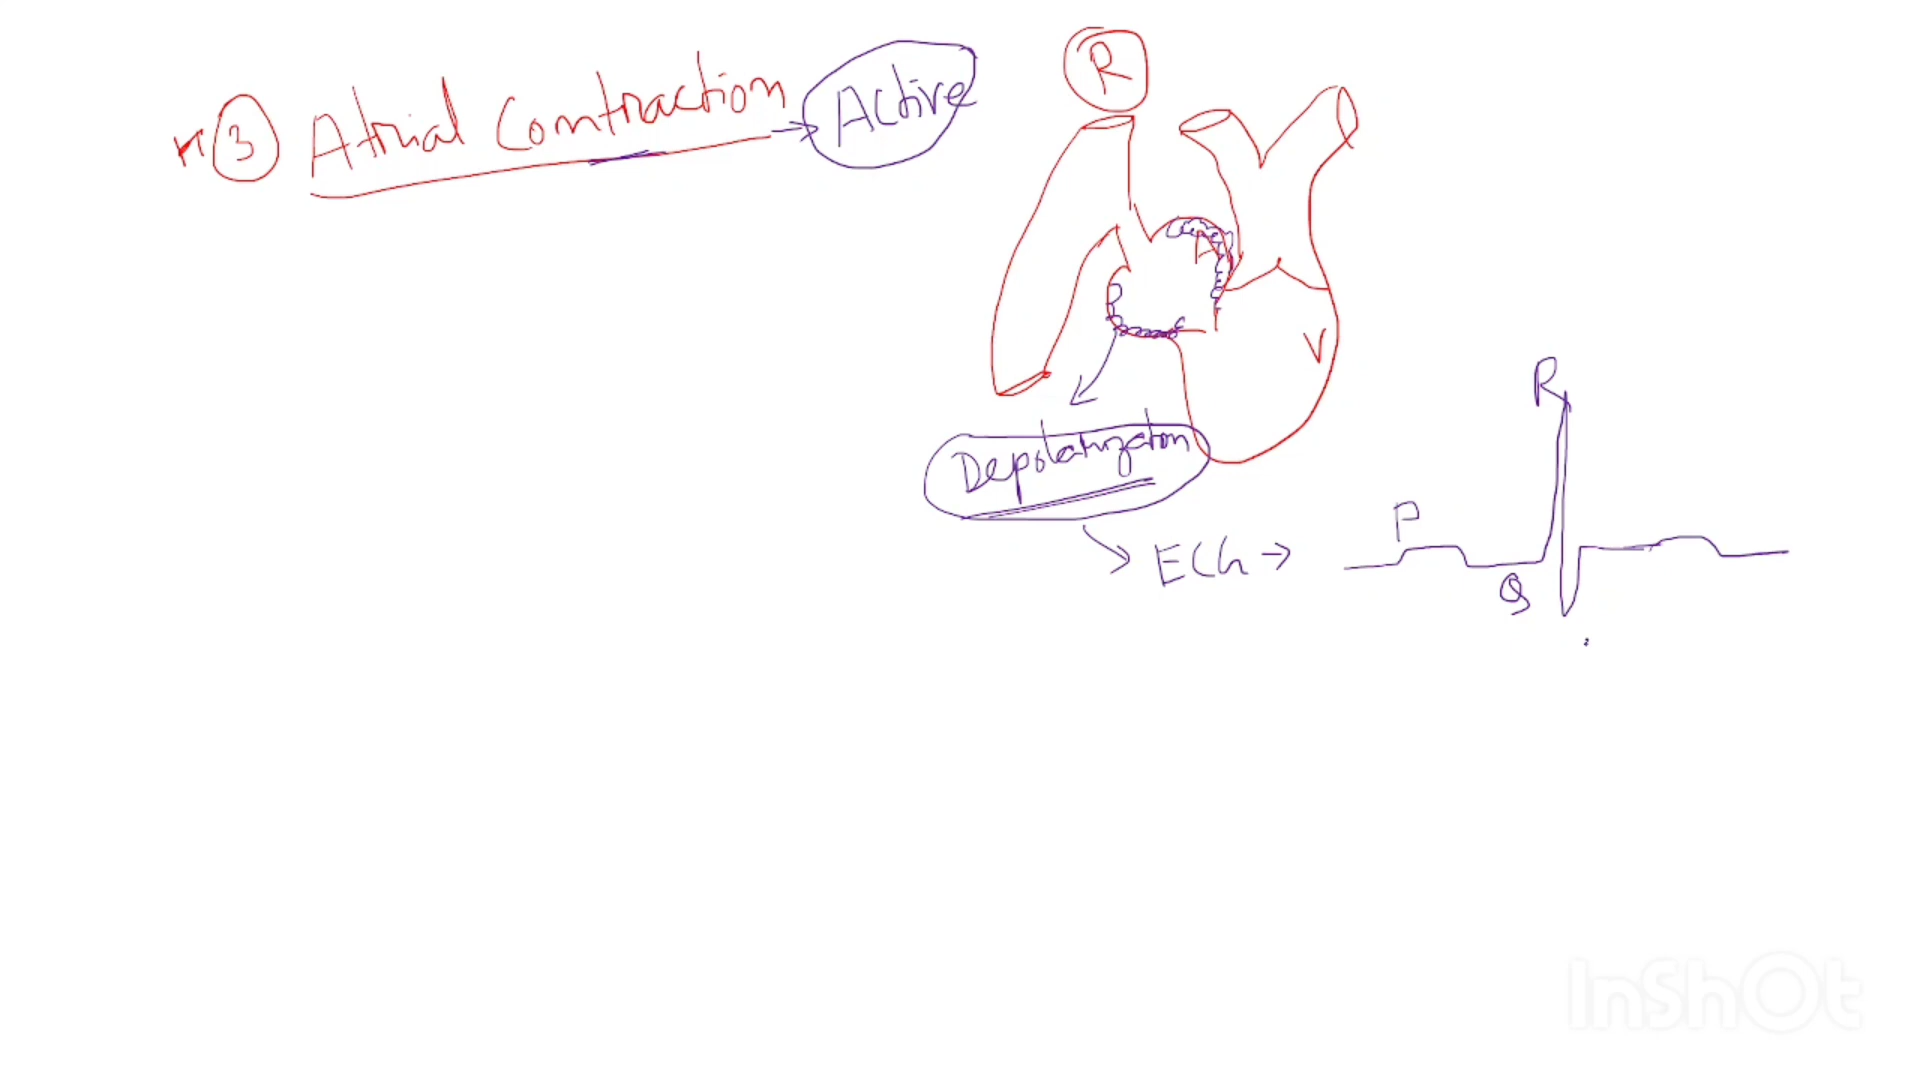 3 Atrial Contraction → Active
R
A
V
Depolarization
→ ECG →
P
Q
R
InShOt